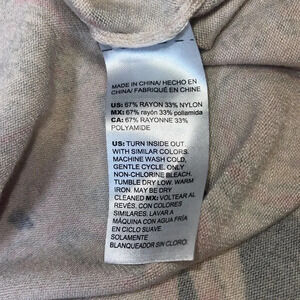 MADE IN CHINA/ HECHO EN
CHINA/ FABRIQUÉ EN CHINE
US: 67% RAYON 33% NYLON
MX: 67% rayón 33% poliamida
CA: 67% RAYONNE 33%
POLYAMIDE
US: TURN INSIDE OUT
WITH SIMILAR COLORS.
MACHINE WASH COLD,
GENTLE CYCLE. ONLY
NON-CHLORINE BLEACH.
TUMBLE DRY LOW. WARM
IRON. MAY BE DRY
CLEANED MX: VOLTEAR AL
REVÉS, CON COLORES
SIMILARES, LAVAR A
MÁQUINA CON AGUA FRÍA
EN CICLO SUAVE.
SOLAMENTE
BLANQUEADOR SIN CLORO.